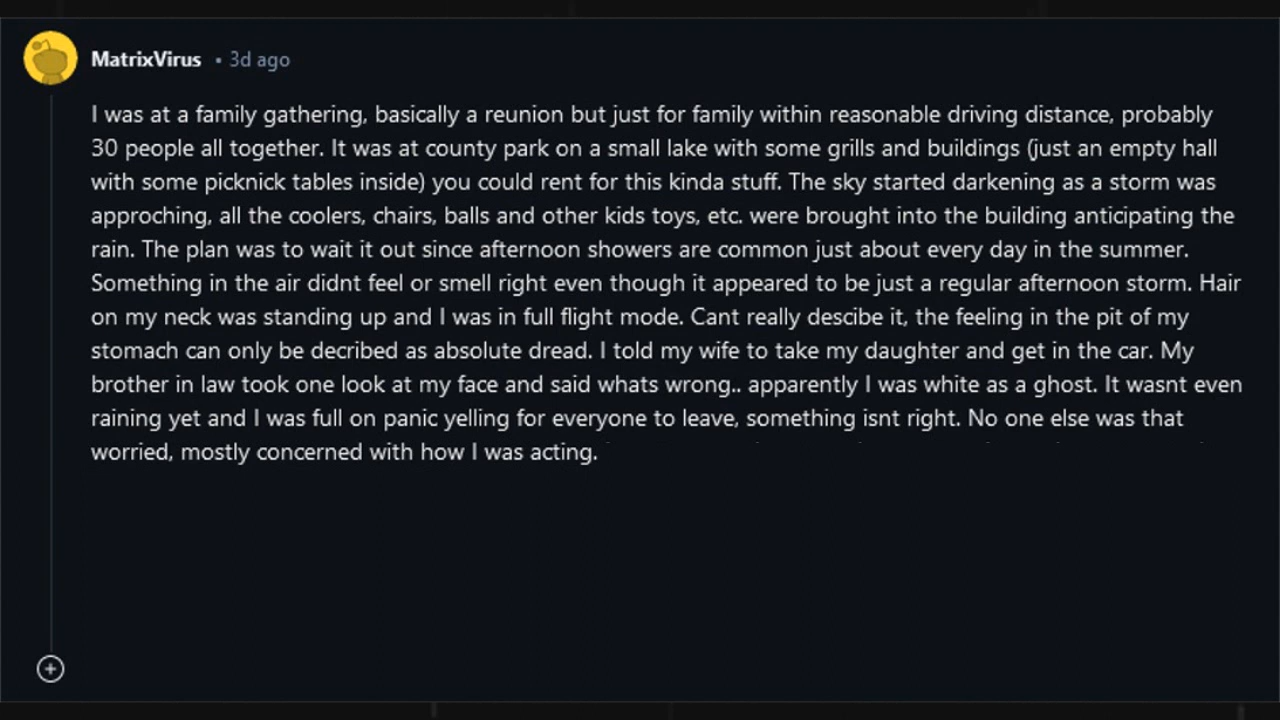 MatrixVirus • 3d ago
I was at a family gathering, basically a reunion but just for family within reasonable driving distance, probably
30 people all together. It was at county park on a small lake with some grills and buildings (just an empty hall
with some picknick tables inside) you could rent for this kinda stuff. The sky started darkening as a storm was
approching, all the coolers, chairs, balls and other kids toys, etc. were brought into the building anticipating the
rain. The plan was to wait it out since afternoon showers are common just about every day in the summer.
Something in the air didnt feel or smell right even though it appeared to be just a regular afternoon storm. Hair
on my neck was standing up and I was in full flight mode. Cant really descibe it, the feeling in the pit of my
stomach can only be decribed as absolute dread. I told my wife to take my daughter and get in the car. My
brother in law took one look at my face and said whats wrong.. apparently I was white as a ghost. It wasnt even
raining yet and I was full on panic yelling for everyone to leave, something isnt right. No one else was that
worried, mostly concerned with how I was acting.